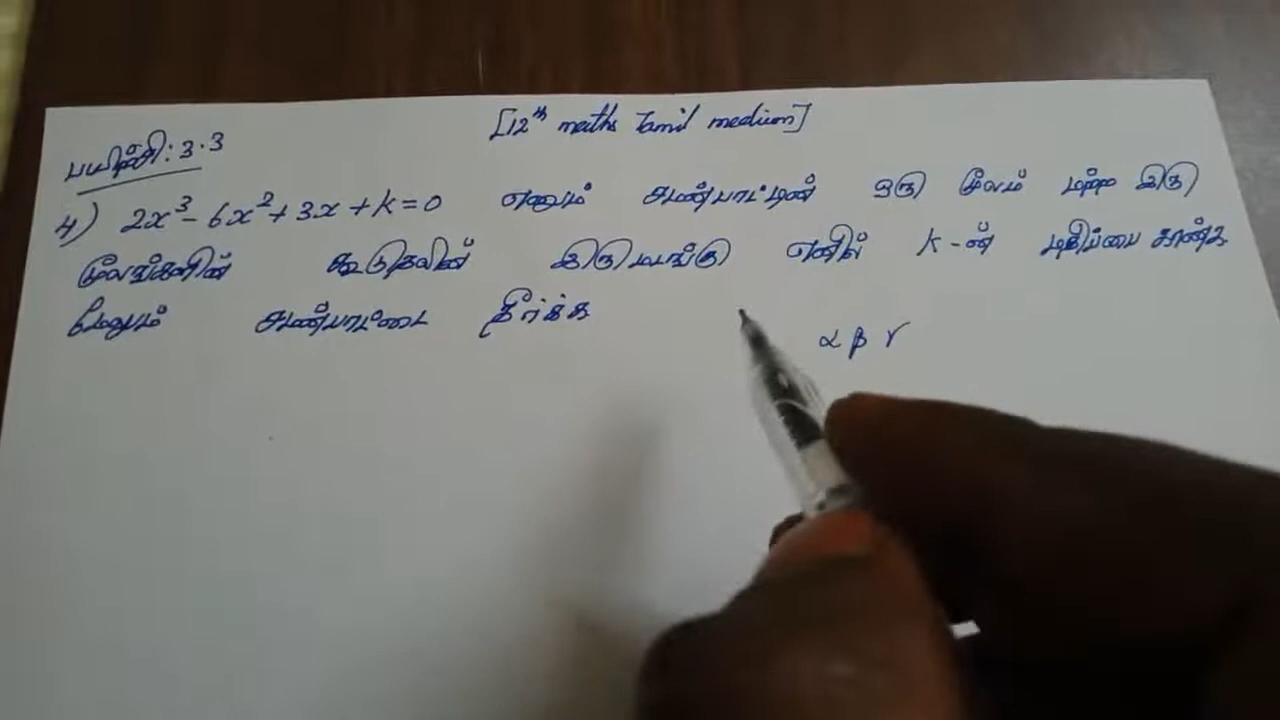 [12th maths Tamil medium]
பயிற்சி: 3.3
4) 2x³ - 6x² + 3x + k = 0 எனும் சமன்பாட்டின் ஒரு மூலம் மற்ற இரு
மூலங்களின் கூடுதலின் இருமடங்கு எனில் k-ன் மதிப்பை காண்க
மேலும் சமன்பாட்டை தீர்க்க
α β γ